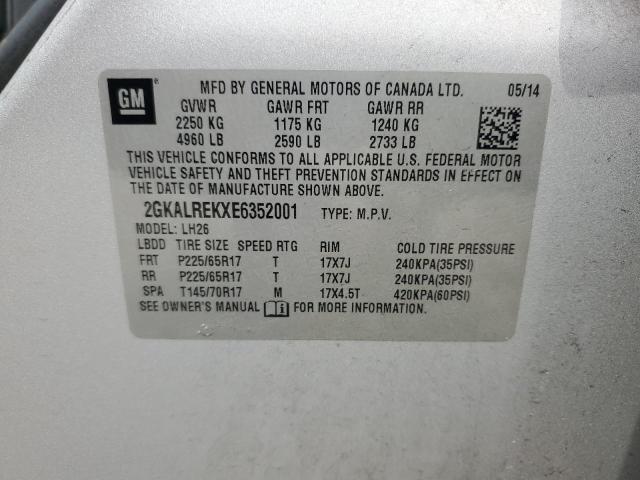 GM ® MFD BY GENERAL MOTORS OF CANADA LTD. 05/14
GVWR GAWR FRT GAWR RR
2250 KG 1175 KG 1240 KG
4960 LB 2590 LB 2733 LB
THIS VEHICLE CONFORMS TO ALL APPLICABLE U.S. FEDERAL MOTOR
VEHICLE SAFETY AND THEFT PREVENTION STANDARDS IN EFFECT ON
THE DATE OF MANUFACTURE SHOWN ABOVE.
2GKALREKXE6352001 TYPE: M.P.V.
MODEL: LH26
LBDD TIRE SIZE SPEED RTG RIM COLD TIRE PRESSURE
FRT P225/65R17 T 17X7J 240KPA(35PSI)
RR P225/65R17 T 17X7J 240KPA(35PSI)
SPA T145/70R17 M 17X4.5T 420KPA(60PSI)
SEE OWNER'S MANUAL i FOR MORE INFORMATION.